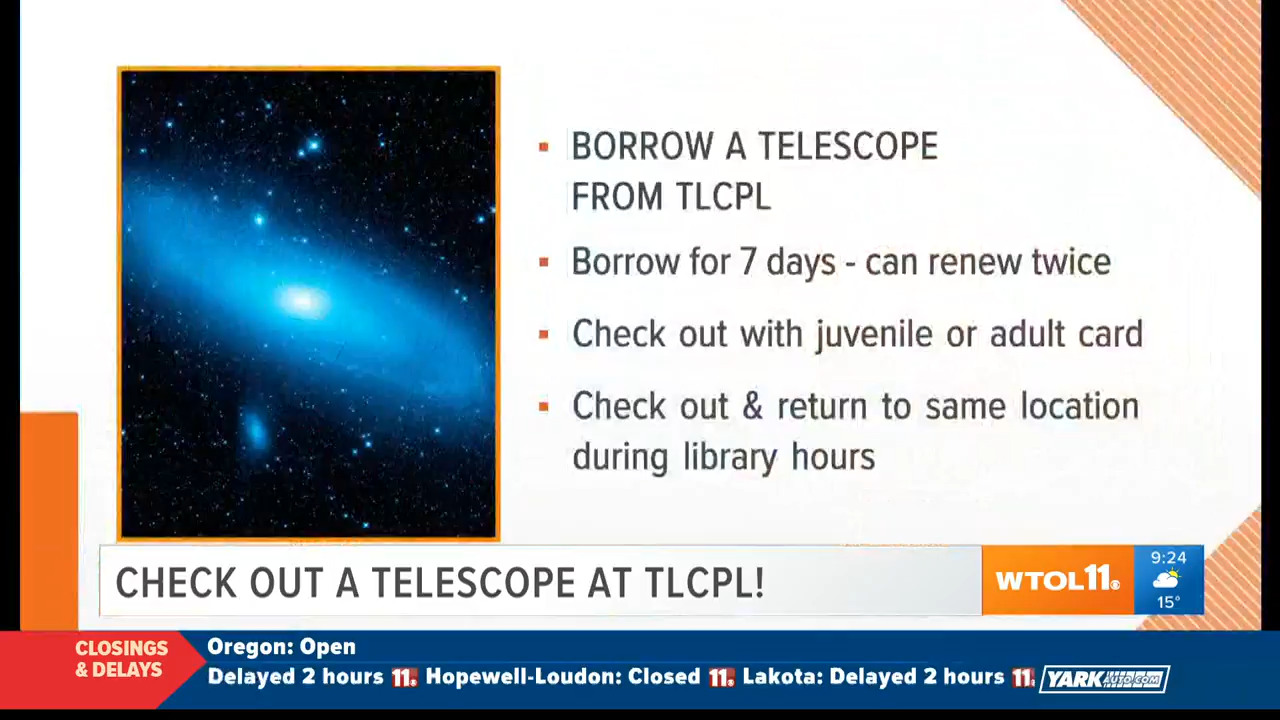 BORROW A TELESCOPE
FROM TLCPL
Borrow for 7 days - can renew twice
Check out with juvenile or adult card
Check out & return to same location
during library hours
CHECK OUT A TELESCOPE AT TLCPL!
WTOL11
9:24
15°
CLOSINGS
& DELAYS
Oregon: Open
Delayed 2 hours 11 Hopewell-Loudon: Closed 11 Lakota: Delayed 2 hours 11
YARKAUTO.COM